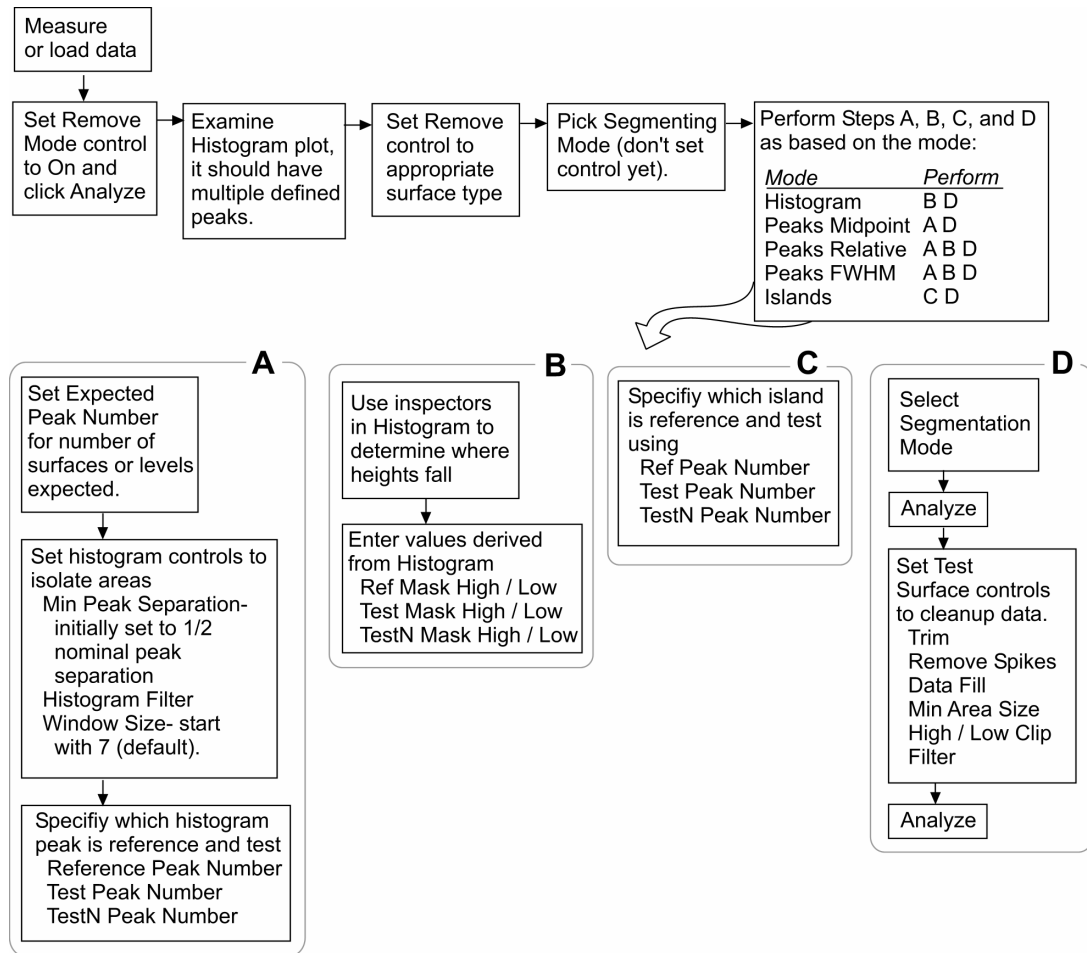 Measure
or load data
Set Remove
Mode control
to On and
click Analyze
Examine
Histogram plot,
it should have
multiple defined
peaks.
Set Remove
control to
appropriate
surface type
Pick Segmenting
Mode (don't set
control yet).
Perform Steps A, B, C, and D
as based on the mode:
Mode Perform
Histogram B D
Peaks Midpoint A D
Peaks Relative A B D
Peaks FWHM A B D
Islands C D
A
Set Expected
Peak Number
for number of
surfaces or levels
expected.
Set histogram controls to
isolate areas
Min Peak Separation-
initially set to 1/2
nominal peak
separation
Histogram Filter
Window Size- start
with 7 (default).
Specifiy which histogram
peak is reference and test
Reference Peak Number
Test Peak Number
TestN Peak Number
B
Use inspectors
in Histogram to
determine where
heights fall
Enter values derived
from Histogram
Ref Mask High / Low
Test Mask High / Low
TestN Mask High / Low
C
Specifiy which island
is reference and test
using
Ref Peak Number
Test Peak Number
TestN Peak Number
D
Select
Segmentation
Mode
Analyze
Set Test
Surface controls
to cleanup data.
Trim
Remove Spikes
Data Fill
Min Area Size
High / Low Clip
Filter
Analyze